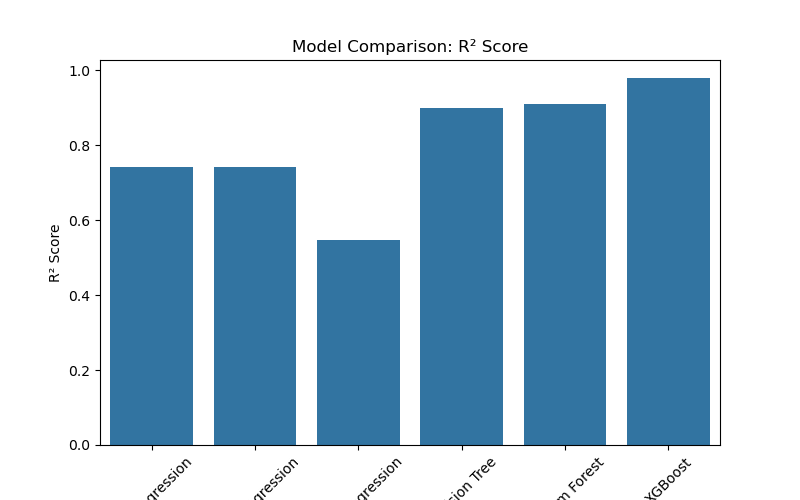 Model Comparison: R² Score
R² Score
1.0
0.8
0.6
0.4
0.2
0.0
gression
gression
gression
sion Tree
m Forest
XGBoost